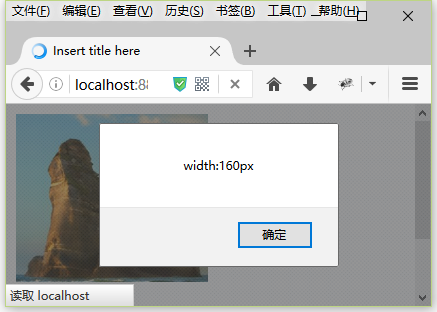 文件(F) 编辑(E) 查看(V) 历史(S) 书签(B) 工具(T) 帮助(H)
Insert title here
localhost:88
width:160px
确定
读取 localhost